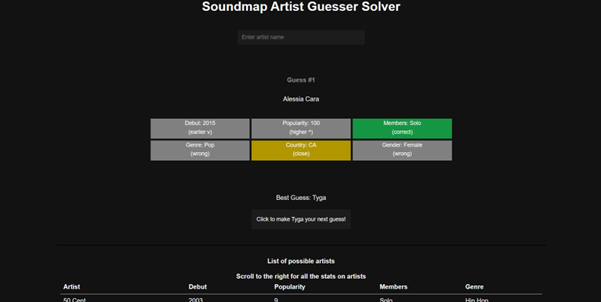 Soundmap Artist Guesser Solver
Enter artist name
Guess #1
Alessia Cara
Debut: 2015 Popularity: 100 Members: Solo
(earlier v) (higher ^) (correct)
Genre: Pop Country: CA Gender: Female
(wrong) (close) (wrong)
Best Guess: Tyga
Click to make Tyga your next guess!
List of possible artists
Scroll to the right for all the stats on artists
Artist Debut Popularity Members Genre
50 Cent 2003 9 Solo Hip Hop